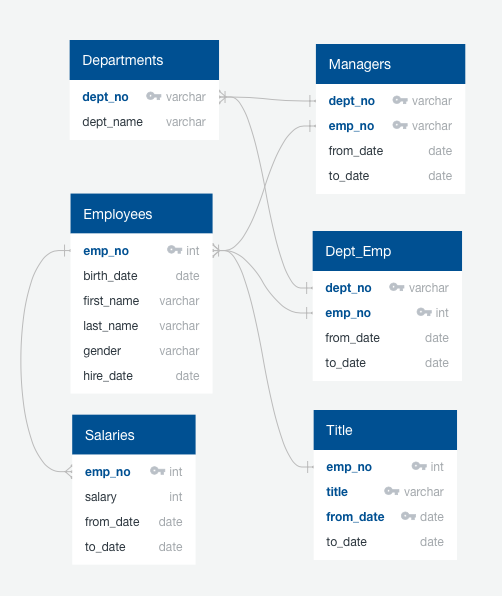 Departments
dept_no varchar
dept_name varchar
Managers
dept_no varchar
emp_no varchar
from_date date
to_date date
Employees
emp_no int
birth_date date
first_name varchar
last_name varchar
gender varchar
hire_date date
Dept_Emp
dept_no varchar
emp_no int
from_date date
to_date date
Salaries
emp_no int
salary int
from_date date
to_date date
Title
emp_no int
title varchar
from_date date
to_date date